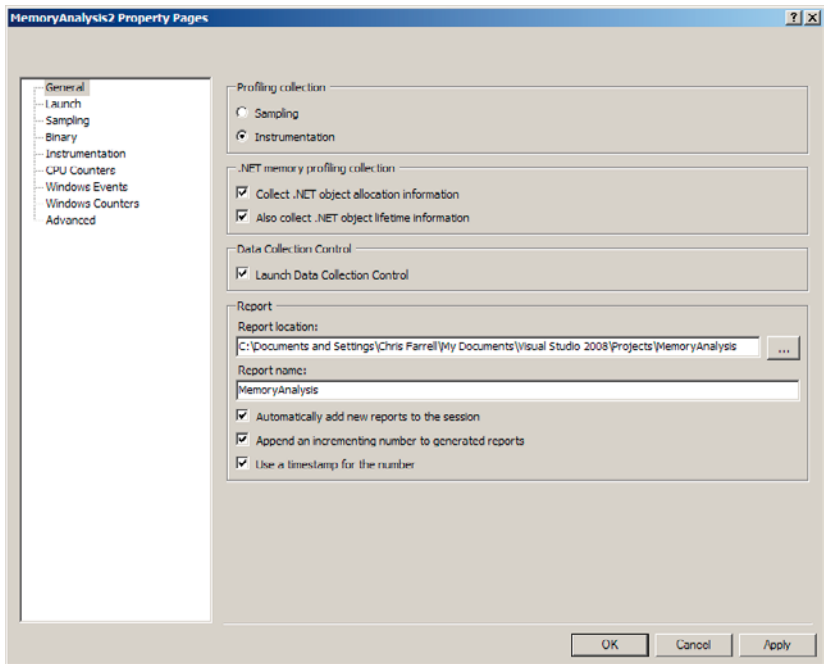 MemoryAnalysis2 Property Pages
General
Launch
Sampling
Binary
Instrumentation
CPU Counters
Windows Events
Windows Counters
Advanced
Profiling collection
Sampling
Instrumentation
.NET memory profiling collection
Collect .NET object allocation information
Also collect .NET object lifetime information
Data Collection Control
Launch Data Collection Control
Report
Report location:
C:\Documents and Settings\Chris Farrell\My Documents\Visual Studio 2008\Projects\MemoryAnalysis
...
Report name:
MemoryAnalysis
Automatically add new reports to the session
Append an incrementing number to generated reports
Use a timestamp for the number
OK
Cancel
Apply